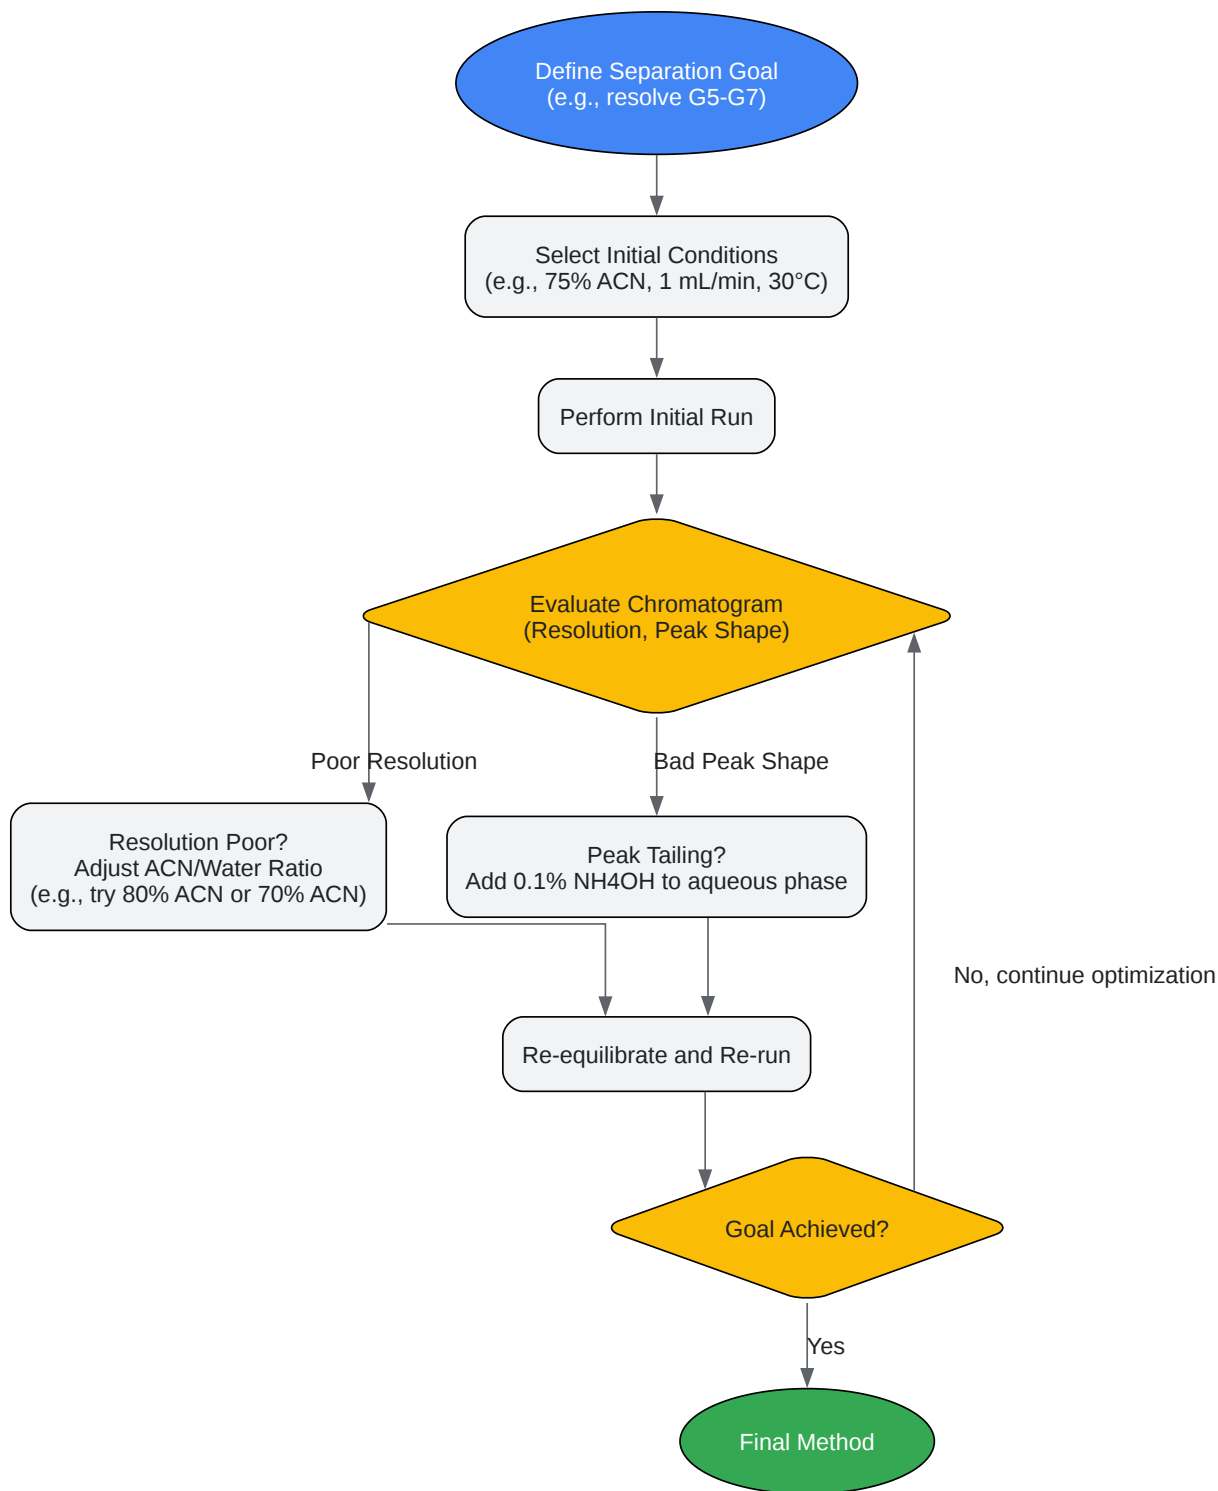 Define Separation Goal
(e.g., resolve G5-G7)
Select Initial Conditions
(e.g., 75% ACN, 1 mL/min, 30°C)
Perform Initial Run
Evaluate Chromatogram
(Resolution, Peak Shape)
Poor Resolution
Bad Peak Shape
Resolution Poor?
Adjust ACN/Water Ratio
(e.g., try 80% ACN or 70% ACN)
Peak Tailing?
Add 0.1% NH4OH to aqueous phase
No, continue optimization
Re-equilibrate and Re-run
Goal Achieved?
Yes
Final Method